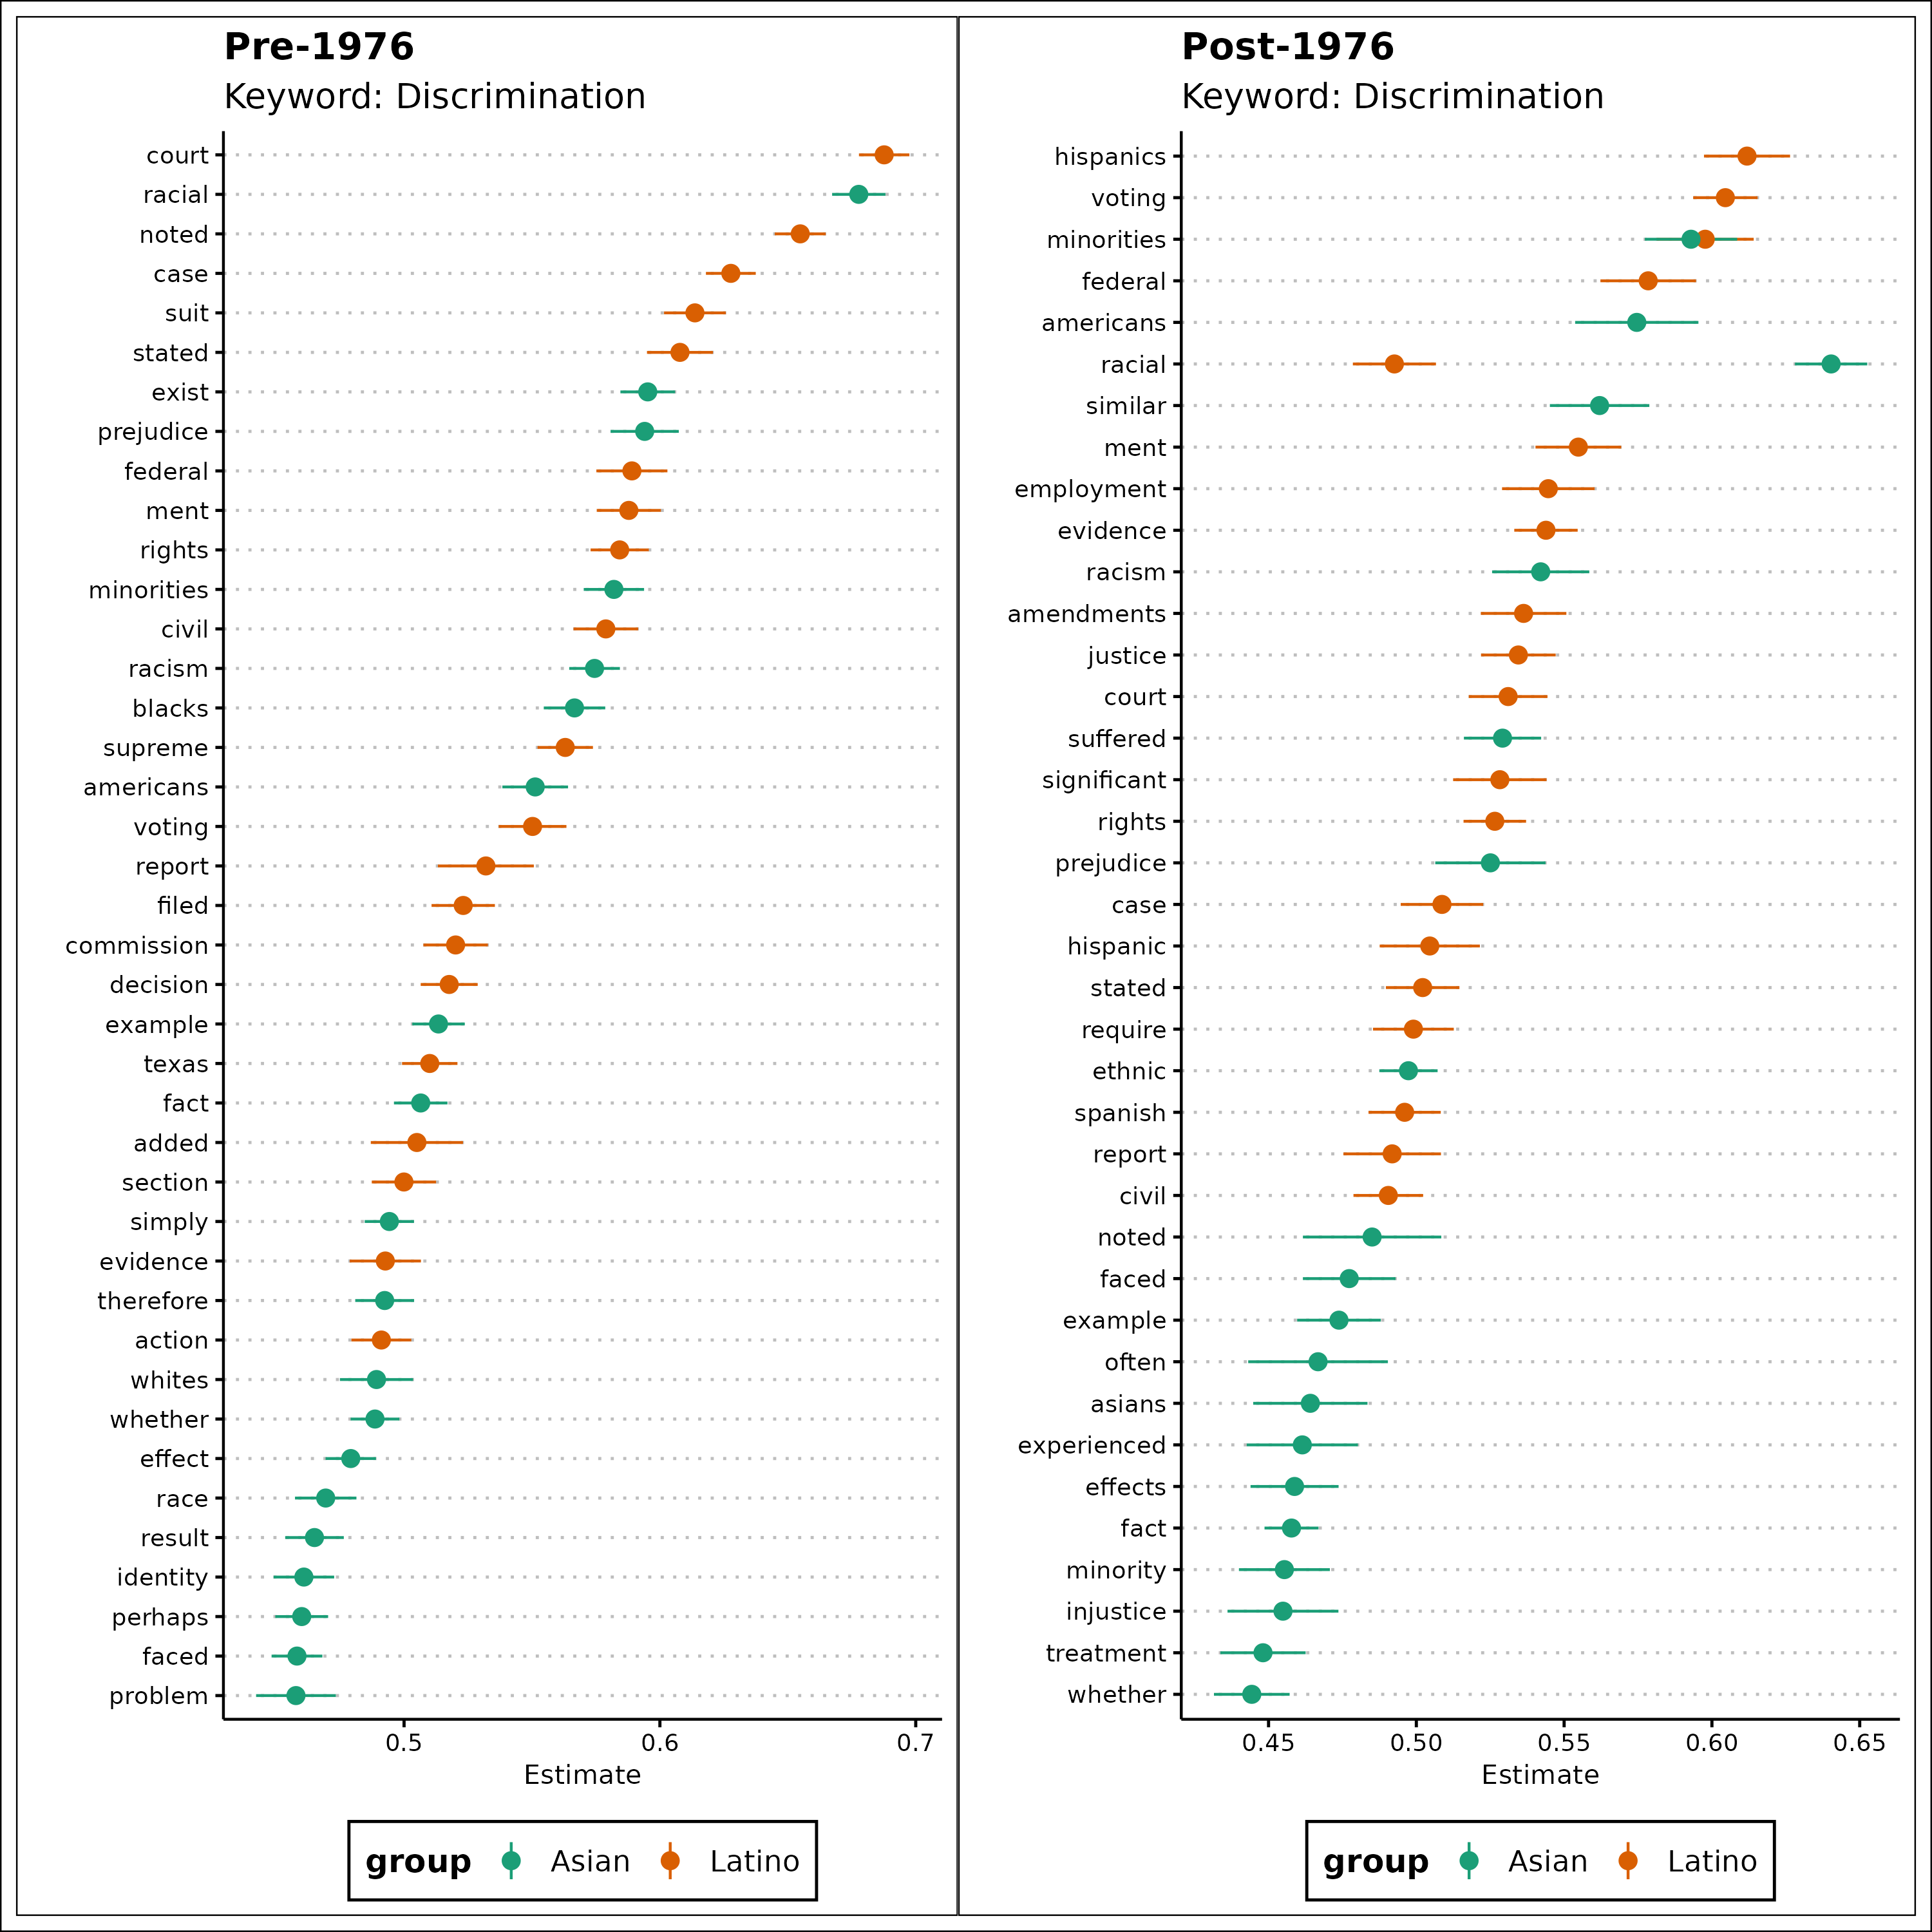 Pre-1976
Keyword: Discrimination
court
racial
noted
case
suit
stated
exist
prejudice
federal
ment
rights
minorities
civil
racism
blacks
supreme
americans
voting
report
filed
commission
decision
example
texas
fact
added
section
simply
evidence
therefore
action
whites
whether
effect
race
result
identity
perhaps
faced
problem
0.5 0.6 0.7
Estimate
group Asian Latino
Post-1976
Keyword: Discrimination
hispanics
voting
minorities
federal
americans
racial
similar
ment
employment
evidence
racism
amendments
justice
court
suffered
significant
rights
prejudice
case
hispanic
stated
require
ethnic
spanish
report
civil
noted
faced
example
often
asians
experienced
effects
fact
minority
injustice
treatment
whether
0.45 0.50 0.55 0.60 0.65
Estimate
group Asian Latino